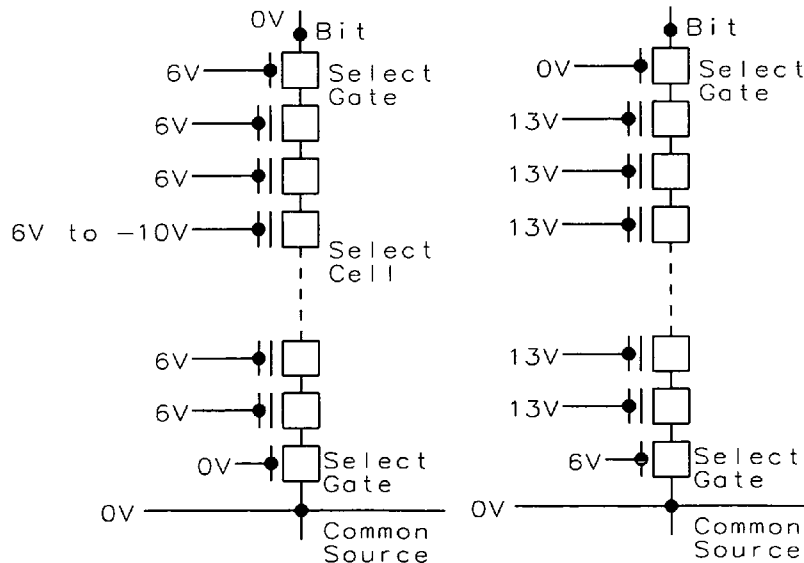 0V
Bit
6V
Select
Gate
6V
6V
6V to -10V
Select
Cell
6V
6V
0V
Select
Gate
0V
Common
Source
Bit
0V
Select
Gate
13V
13V
13V
13V
13V
6V
Select
Gate
0V
Common
Source